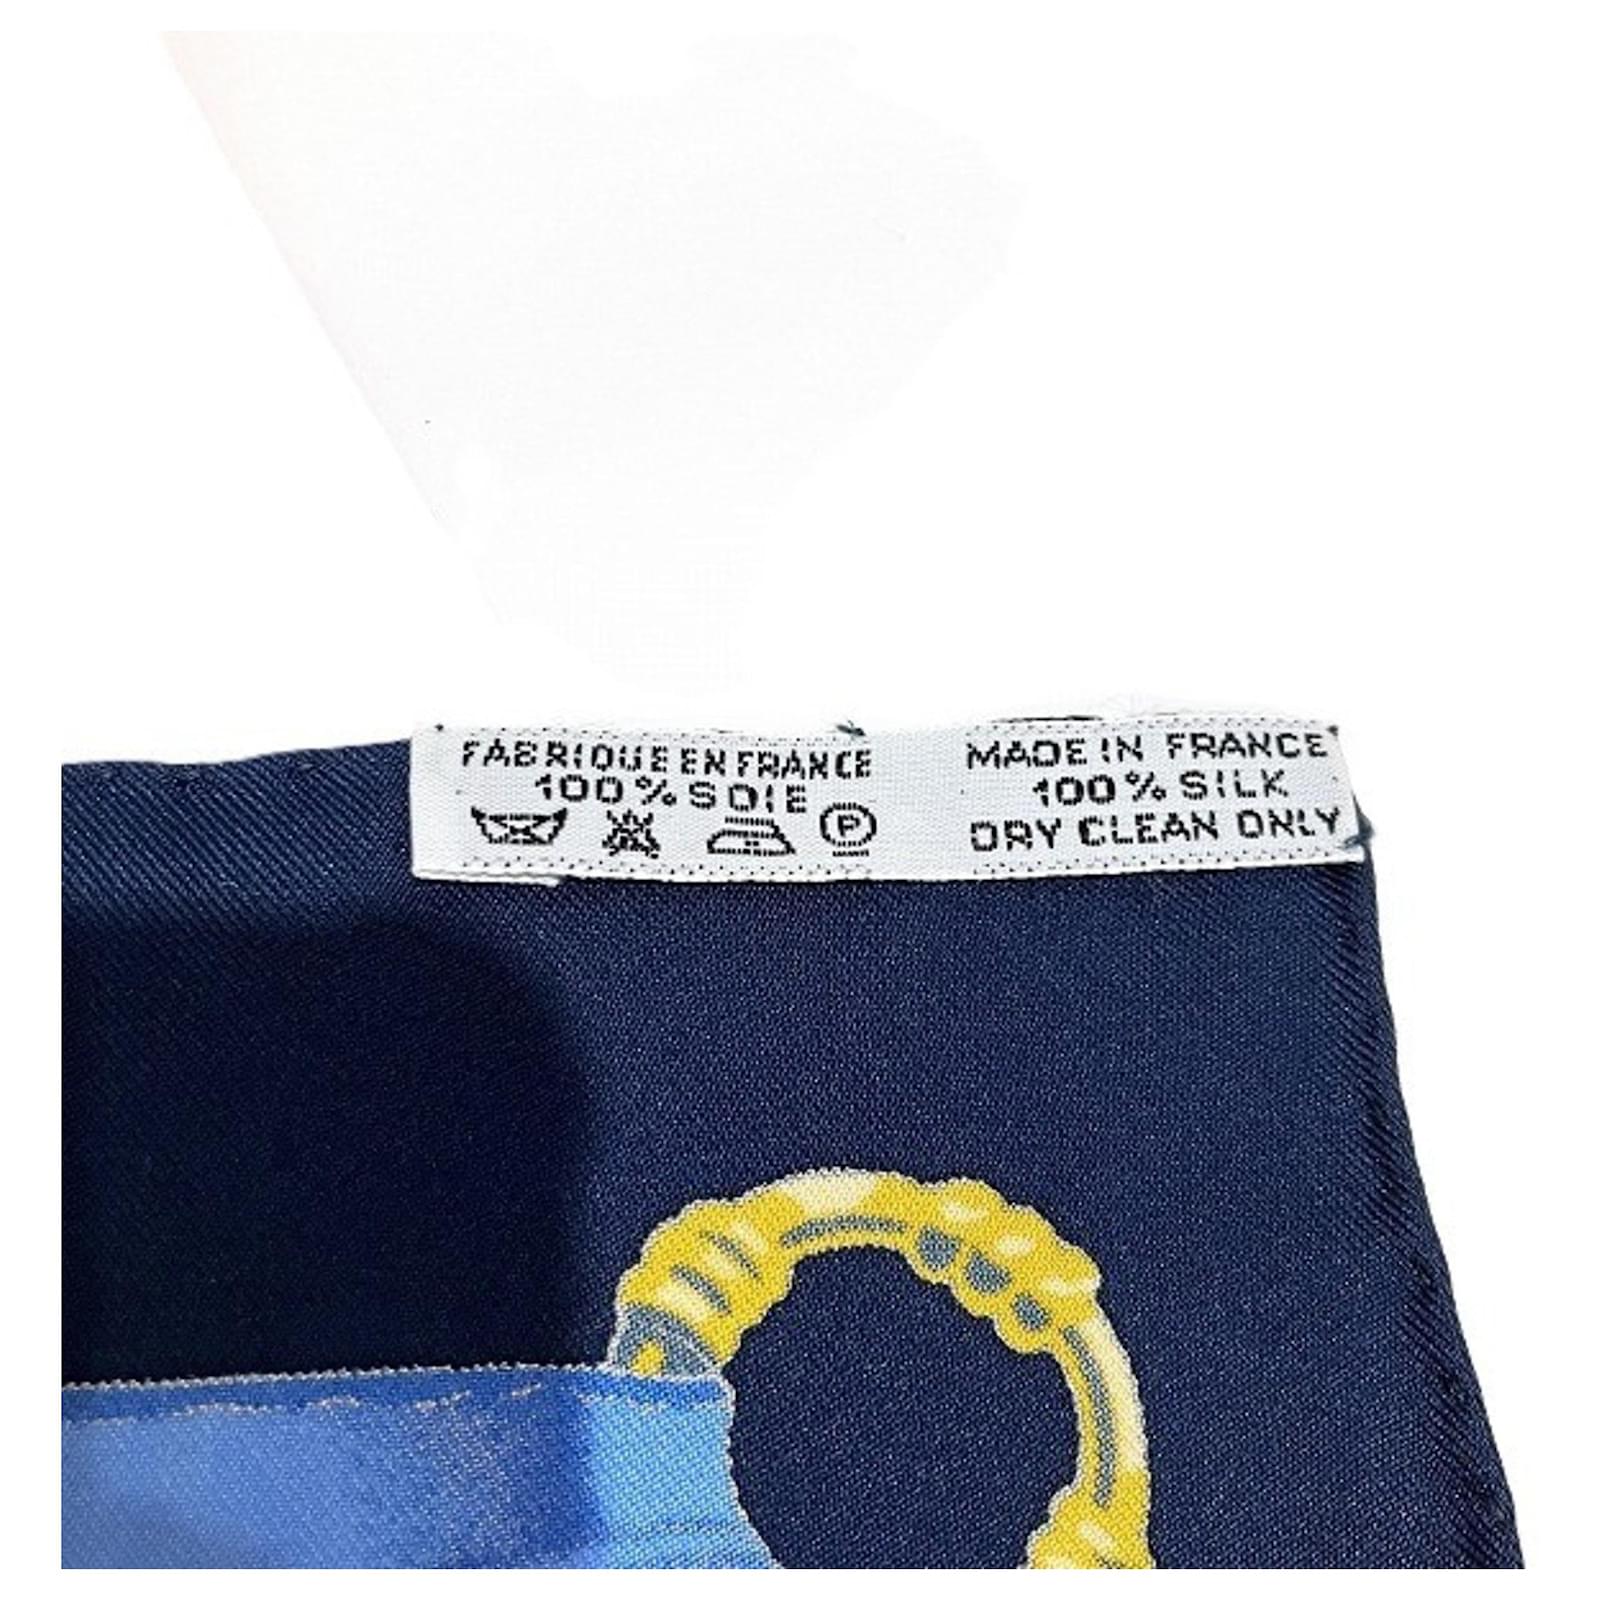 FABRIQUE EN FRANCE
100% SOIE
P
MADE IN FRANCE
100% SILK
DRY CLEAN ONLY